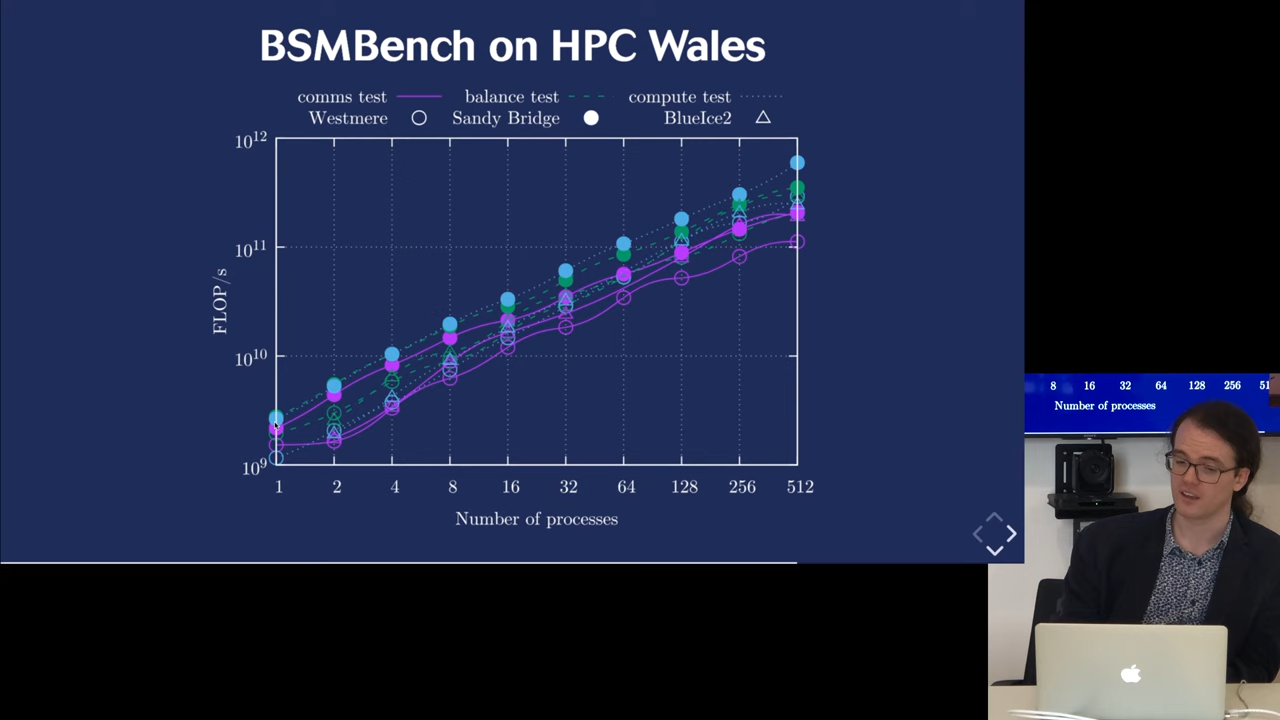 BSMBench on HPC Wales
comms test balance test compute test
Westmere Sandy Bridge BlueIce2
10^12
10^11
10^10
10^9
FLOP/s
1 2 4 8 16 32 64 128 256 512
Number of processes
8 16 32 64 128 256 51
Number of processes